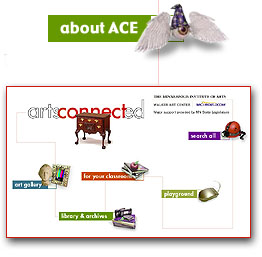 about ACE
THE MINNEAPOLIS INSTITUTE OF ARTS
artsconnected
WALKER ART CENTER
Major support provided by MN State Legislature
search all
for your classroom
art gallery
playground
library & archives